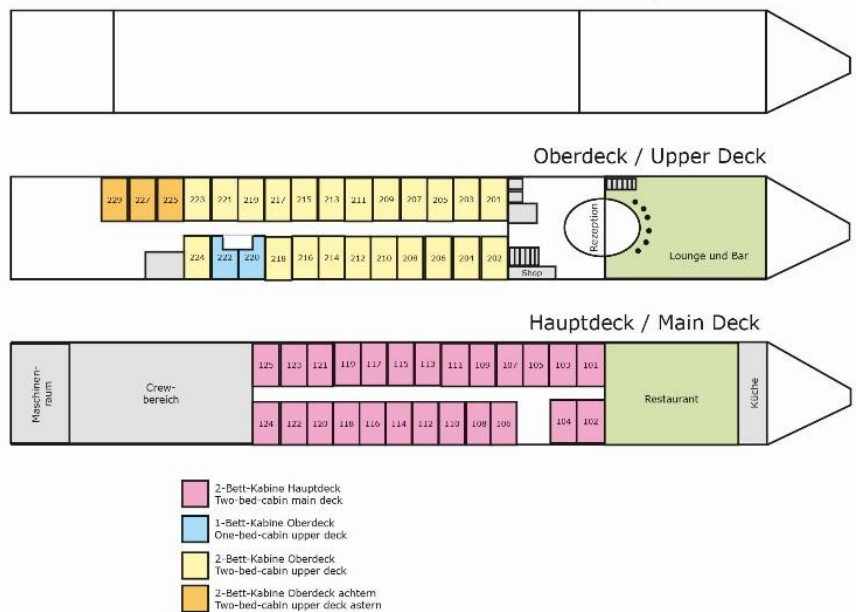 Oberdeck / Upper Deck
229 227 225 223 221 219 217 215 213 211 209 207 205 203 201
Rezeption
Lounge und Bar
224 222 220 218 216 214 212 210 208 206 204 202
Shop
Hauptdeck / Main Deck
Maschinen-
raum
Crew-
bereich
125 123 121 119 117 115 113 111 109 107 105 103 101
Restaurant
Küche
124 122 120 118 116 114 112 110 108 106 104 102
2-Bett-Kabine Hauptdeck
Two-bed-cabin main deck
1-Bett-Kabine Oberdeck
One-bed-cabin upper deck
2-Bett-Kabine Oberdeck
Two-bed-cabin upper deck
2-Bett-Kabine Oberdeck achtern
Two-bed-cabin upper deck astern